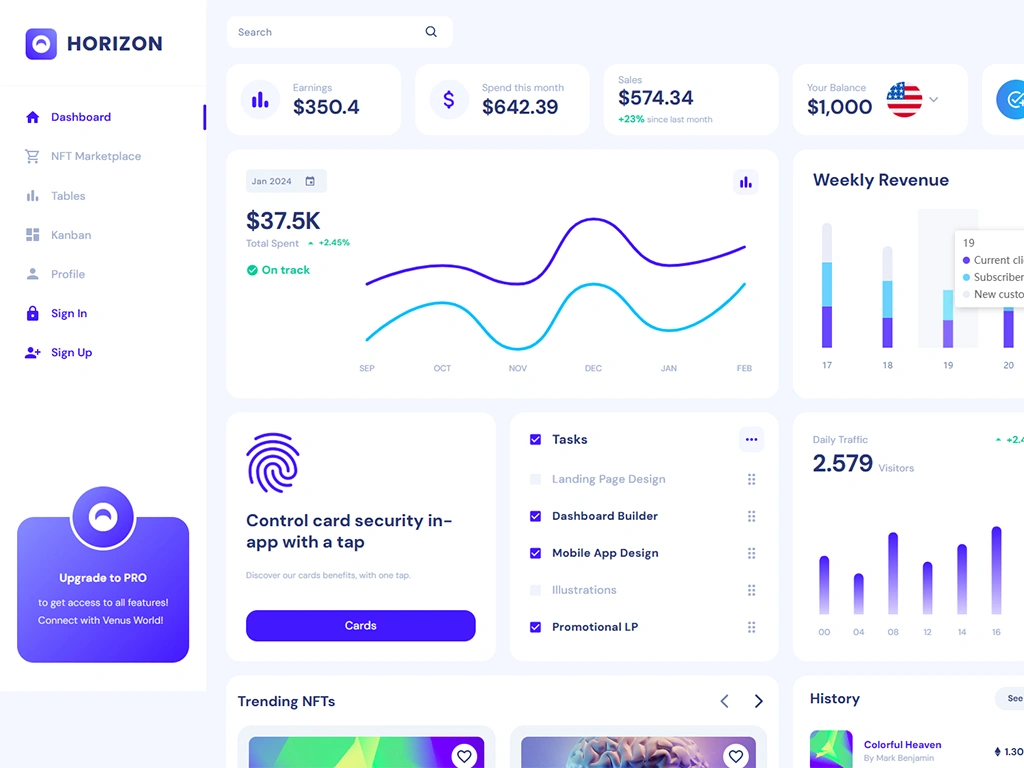 HORIZON
Dashboard
NFT Marketplace
Tables
Kanban
Profile
Sign In
Sign Up
Upgrade to PRO
to get access to all features!
Connect with Venus World!
Search
Earnings
$350.4
Spend this month
$642.39
Sales
$574.34
+23% since last month
Your Balance
$1,000
Jan 2024
$37.5K
Total Spent +2.45%
On track
SEP OCT NOV DEC JAN FEB
Weekly Revenue
19
Current cli
Subscriber
New custo
17 18 19 20
Control card security in-
app with a tap
Discover our cards benefits, with one tap.
Cards
Tasks
Landing Page Design
Dashboard Builder
Mobile App Design
Illustrations
Promotional LP
Daily Traffic
+2.4
2.579 Visitors
00 04 08 12 14 16
Trending NFTs
History
See
Colorful Heaven
By Mark Benjamin
1.30